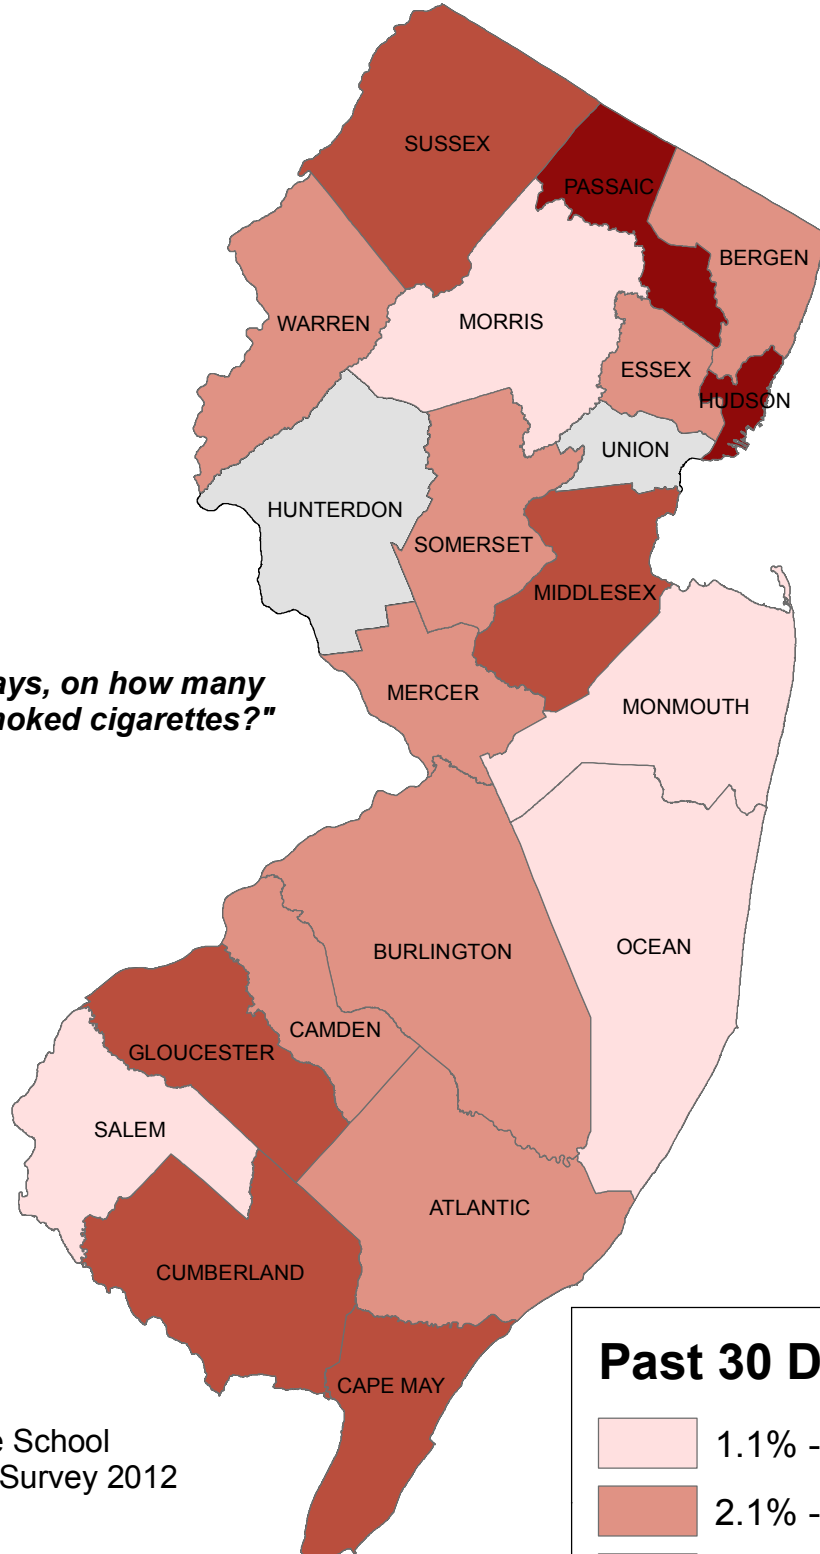 SUSSEX
PASSAIC
BERGEN
WARREN
MORRIS
ESSEX
HUDSON
UNION
HUNTERDON
SOMERSET
MIDDLESEX
ays, on how many
noked cigarettes?"
MERCER
MONMOUTH
BURLINGTON
OCEAN
CAMDEN
GLOUCESTER
SALEM
ATLANTIC
CUMBERLAND
Past 30 D
CAPE MAY
e School
Survey 2012
1.1% -
2.1% -